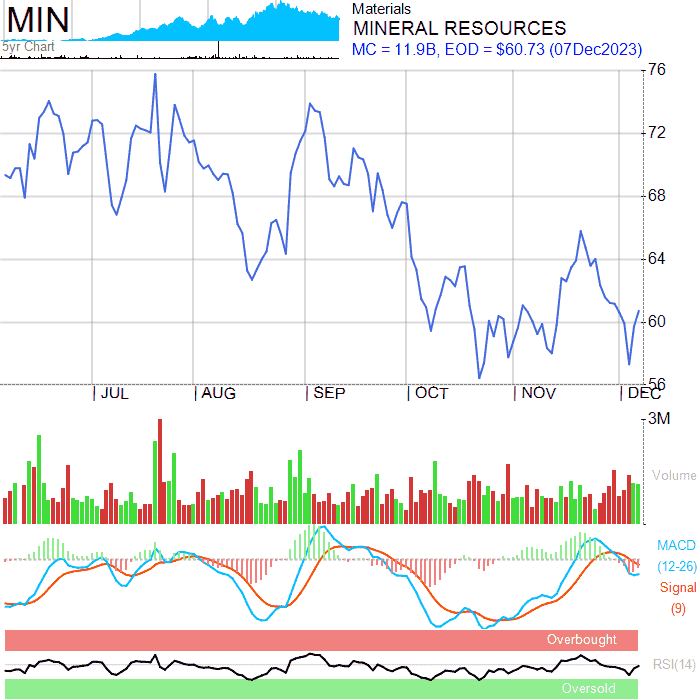 MIN
5yr Chart
Materials
MINERAL RESOURCES
MC = 11.9B, EOD = $60.73 (07Dec2023)
76
72
68
64
60
56
JUL AUG SEP OCT NOV DEC
3M
Volume
MACD
(12-26)
Signal
(9)
Overbought
RSI(14)
Oversold